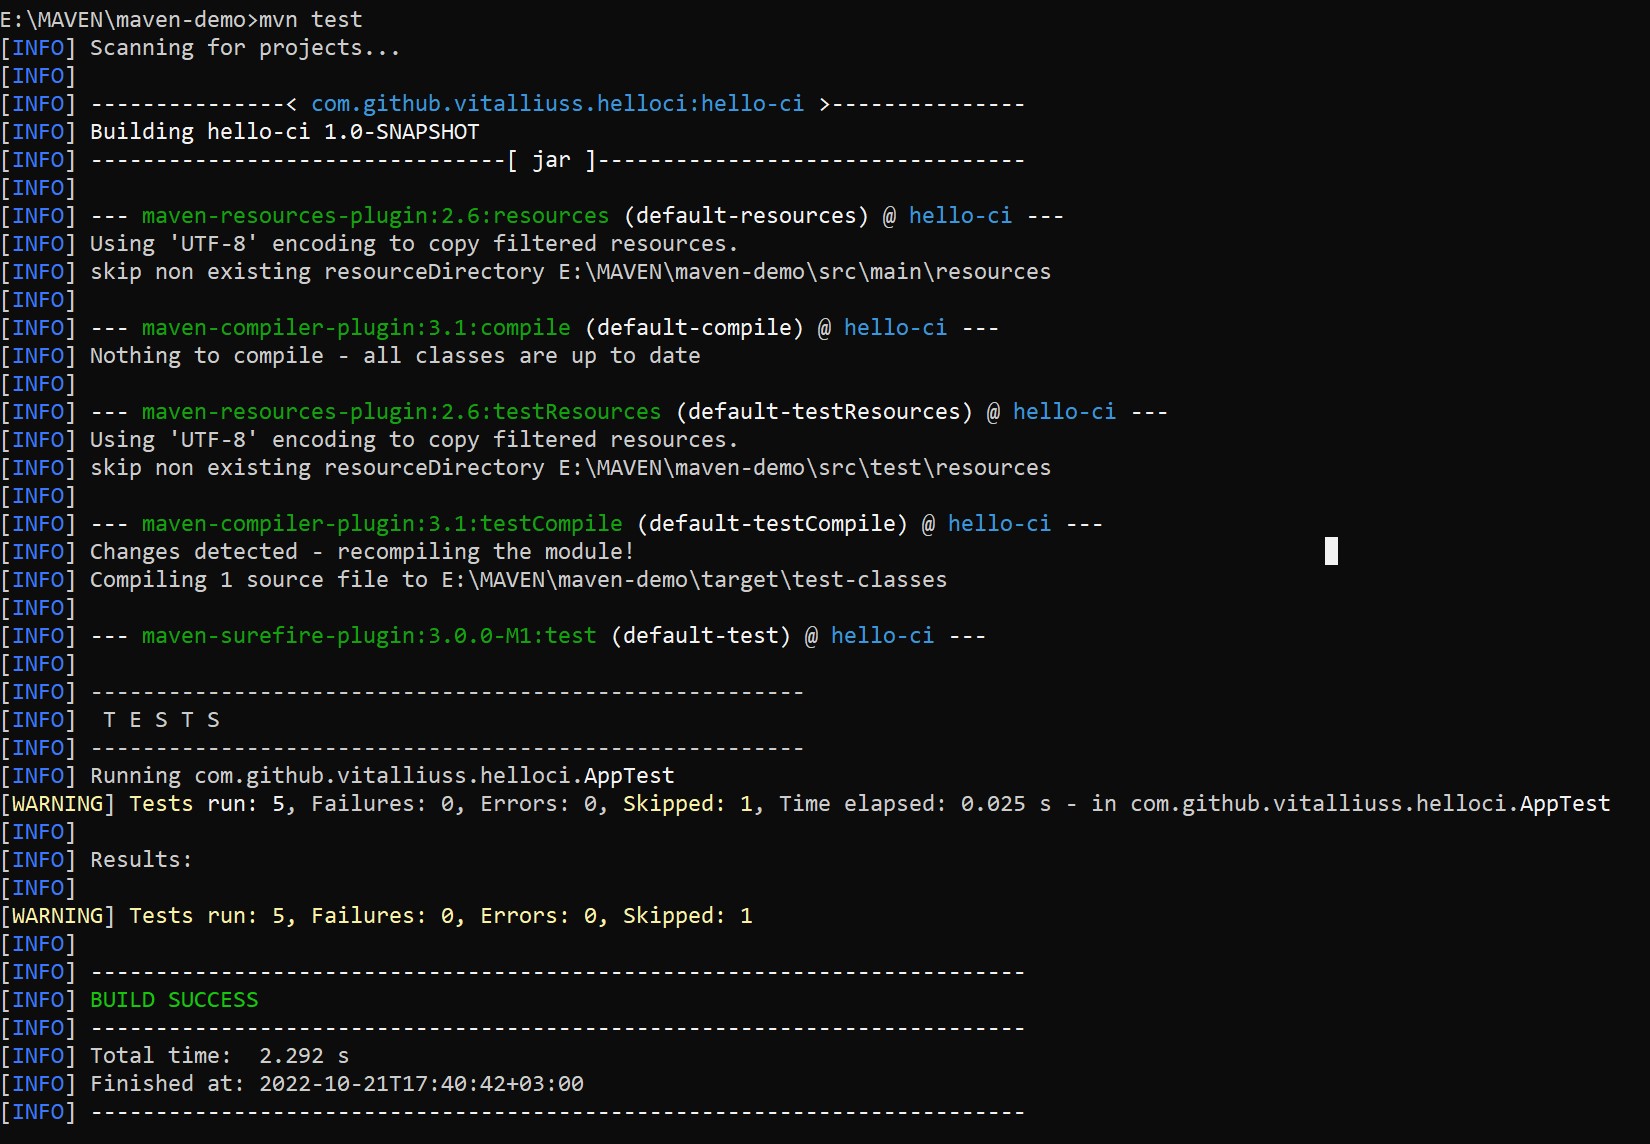 E:\MAVEN\maven-demo>mvn test
[INFO] Scanning for projects...
[INFO]
[INFO] ---------------< com.github.vitalliuss.helloci:hello-ci >---------------
[INFO] Building hello-ci 1.0-SNAPSHOT
[INFO] --------------------------------[ jar ]---------------------------------
[INFO]
[INFO] --- maven-resources-plugin:2.6:resources (default-resources) @ hello-ci ---
[INFO] Using 'UTF-8' encoding to copy filtered resources.
[INFO] skip non existing resourceDirectory E:\MAVEN\maven-demo\src\main\resources
[INFO]
[INFO] --- maven-compiler-plugin:3.1:compile (default-compile) @ hello-ci ---
[INFO] Nothing to compile - all classes are up to date
[INFO]
[INFO] --- maven-resources-plugin:2.6:testResources (default-testResources) @ hello-ci ---
[INFO] Using 'UTF-8' encoding to copy filtered resources.
[INFO] skip non existing resourceDirectory E:\MAVEN\maven-demo\src\test\resources
[INFO]
[INFO] --- maven-compiler-plugin:3.1:testCompile (default-testCompile) @ hello-ci ---
[INFO] Changes detected - recompiling the module!
[INFO] Compiling 1 source file to E:\MAVEN\maven-demo\target\test-classes
[INFO]
[INFO] --- maven-surefire-plugin:3.0.0-M1:test (default-test) @ hello-ci ---
[INFO]
[INFO] -------------------------------------------------------
[INFO]  T E S T S
[INFO] -------------------------------------------------------
[INFO] Running com.github.vitalliuss.helloci.AppTest
[WARNING] Tests run: 5, Failures: 0, Errors: 0, Skipped: 1, Time elapsed: 0.025 s - in com.github.vitalliuss.helloci.AppTest
[INFO]
[INFO] Results:
[INFO]
[WARNING] Tests run: 5, Failures: 0, Errors: 0, Skipped: 1
[INFO]
[INFO] ------------------------------------------------------------------------
[INFO] BUILD SUCCESS
[INFO] ------------------------------------------------------------------------
[INFO] Total time:  2.292 s
[INFO] Finished at: 2022-10-21T17:40:42+03:00
[INFO] ------------------------------------------------------------------------